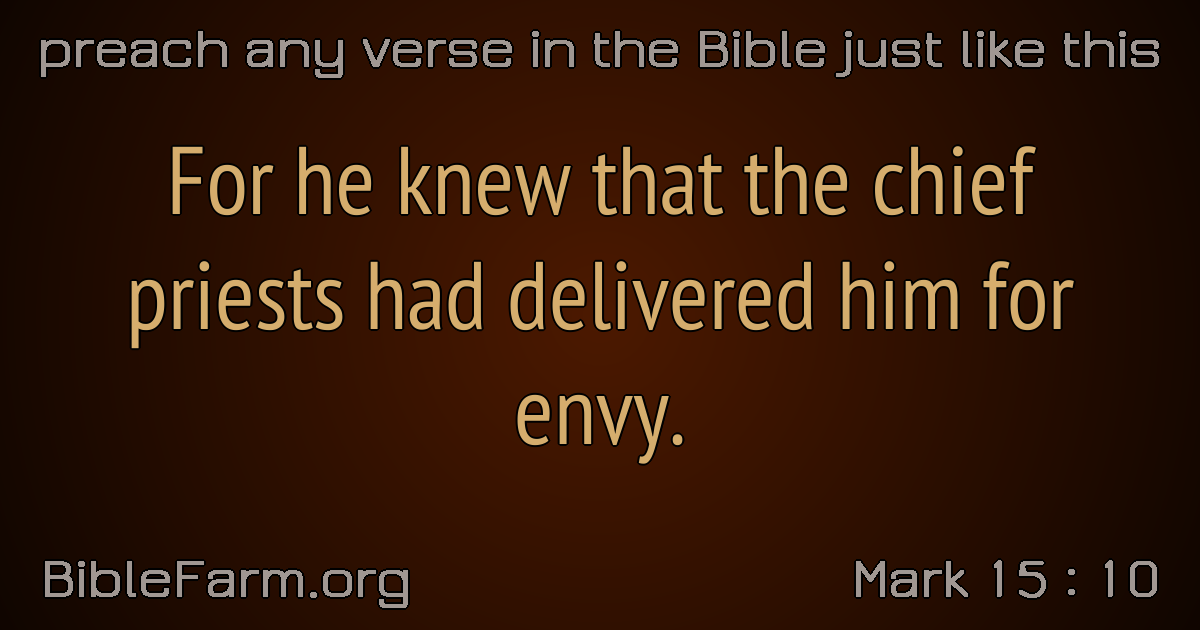 preach any verse in the Bible just like this
For he knew that the chief
priests had delivered him for
envy.
BibleFarm.org
Mark 15 : 10